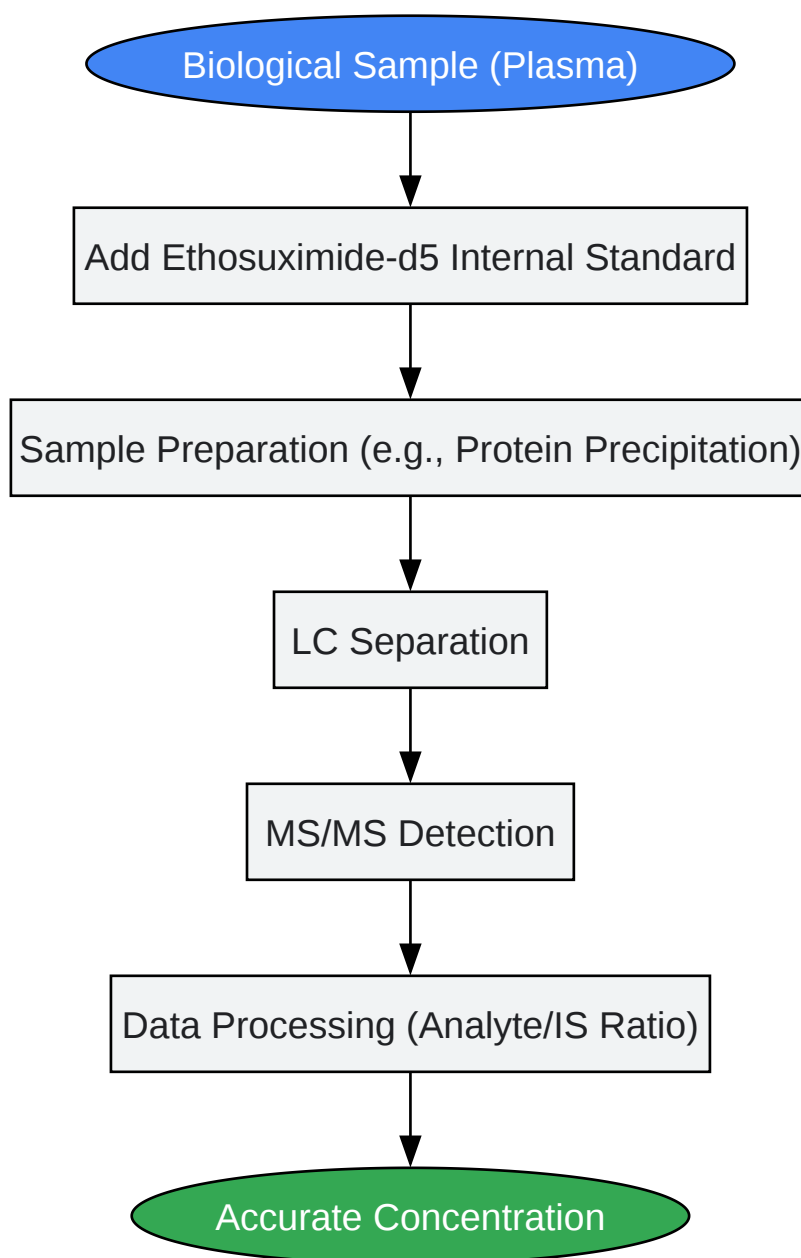 Biological Sample (Plasma)
Add Ethosuximide-d5 Internal Standard
Sample Preparation (e.g., Protein Precipitation)
LC Separation
MS/MS Detection
Data Processing (Analyte/IS Ratio)
Accurate Concentration